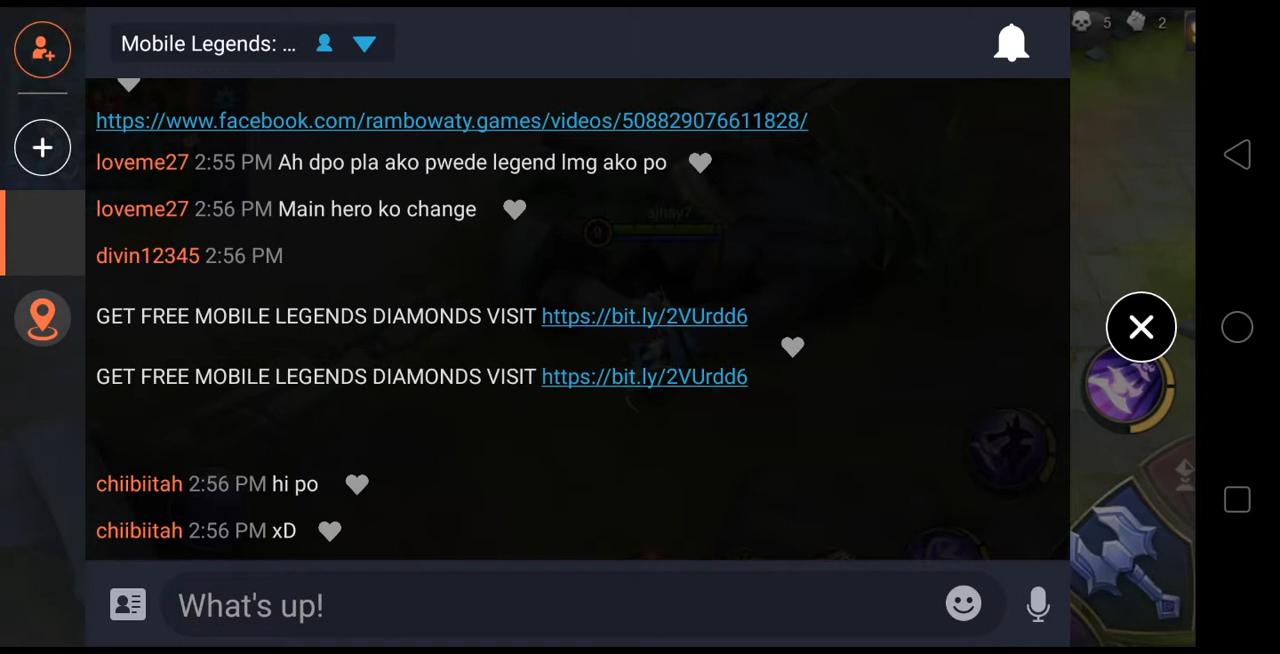 Mobile Legends: ...
5 2
https://www.facebook.com/rambowaty.games/videos/508829076611828/
loveme27 2:55 PM Ah dpo pla ako pwede legend lmg ako po
loveme27 2:56 PM Main hero ko change
sjhay7
divin12345 2:56 PM
GET FREE MOBILE LEGENDS DIAMONDS VISIT https://bit.ly/2VUrdd6
GET FREE MOBILE LEGENDS DIAMONDS VISIT https://bit.ly/2VUrdd6
chiibiitah 2:56 PM hi po
chiibiitah 2:56 PM xD
What's up!